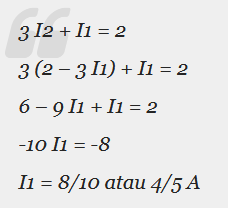 3 I2 + I1 = 2
3 (2 – 3 I1) + I1 = 2
6 – 9 I1 + I1 = 2
-10 I1 = -8
I1 = 8/10 atau 4/5 A